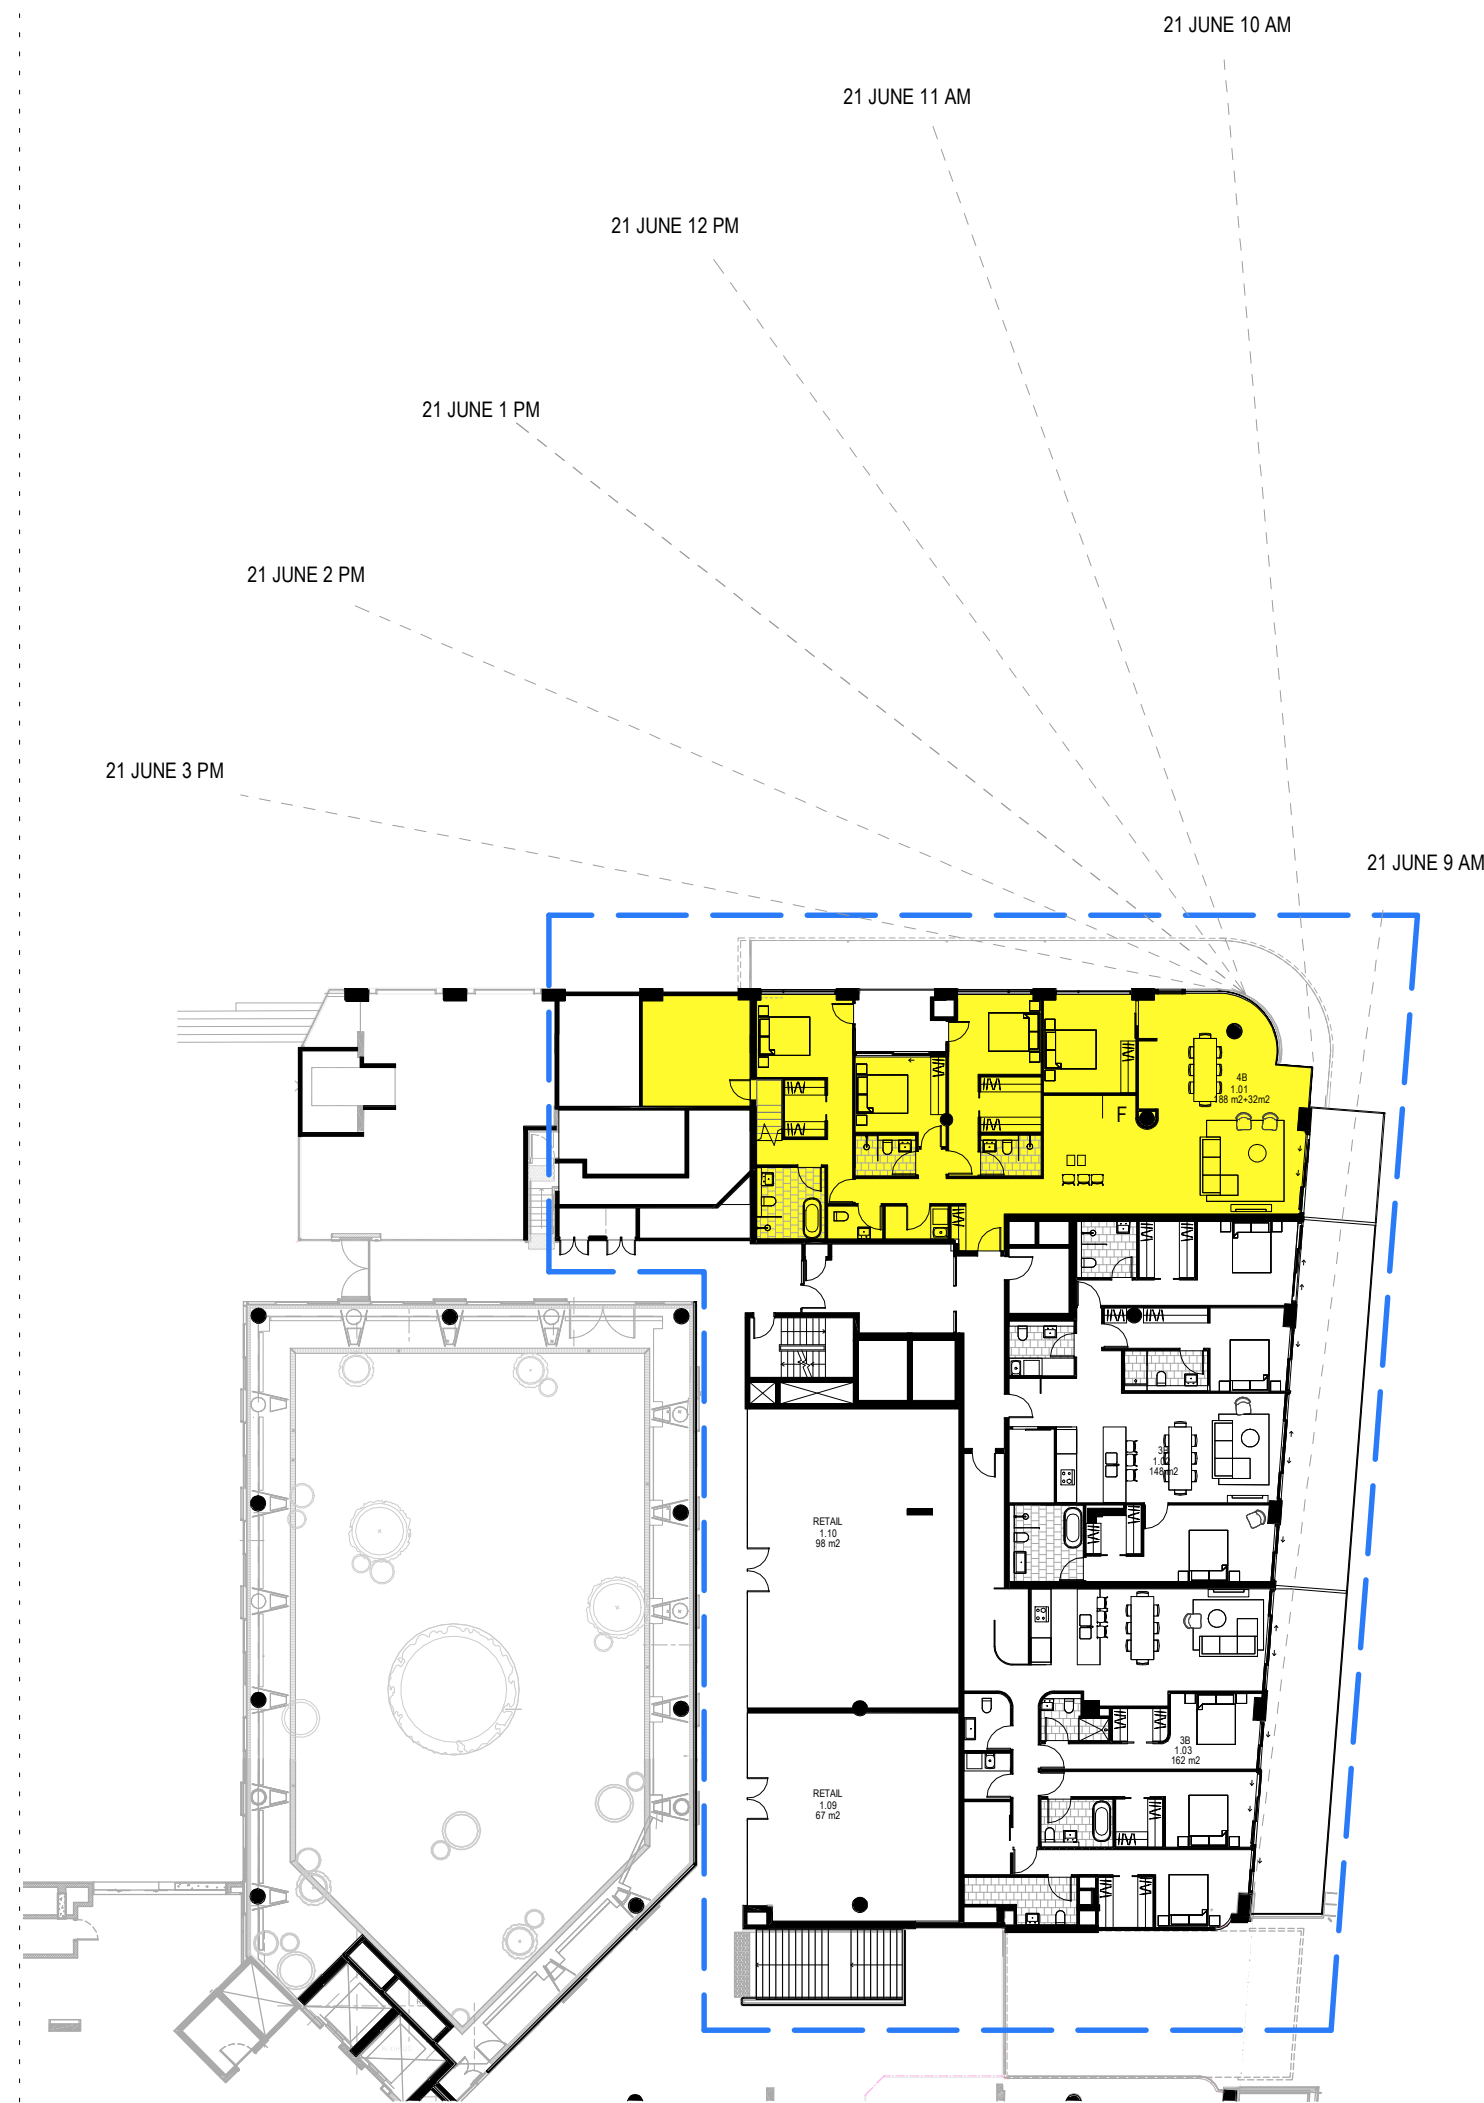 21 JUNE 10 AM
21 JUNE 11 AM
21 JUNE 12 PM
21 JUNE 1 PM
21 JUNE 2 PM
21 JUNE 3 PM
21 JUNE 9 AM
4B
1.01
188 m2+32m2
F
148 m2
RETAIL
1.10
98 m2
3B
1.03
162 m2
RETAIL
1.09
67 m2